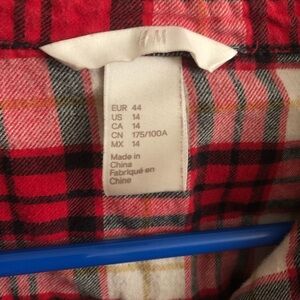 H&M
EUR 44
US 14
CA 14
CN 175/100A
MX 14
Made in
China
Fabriqué en
Chine